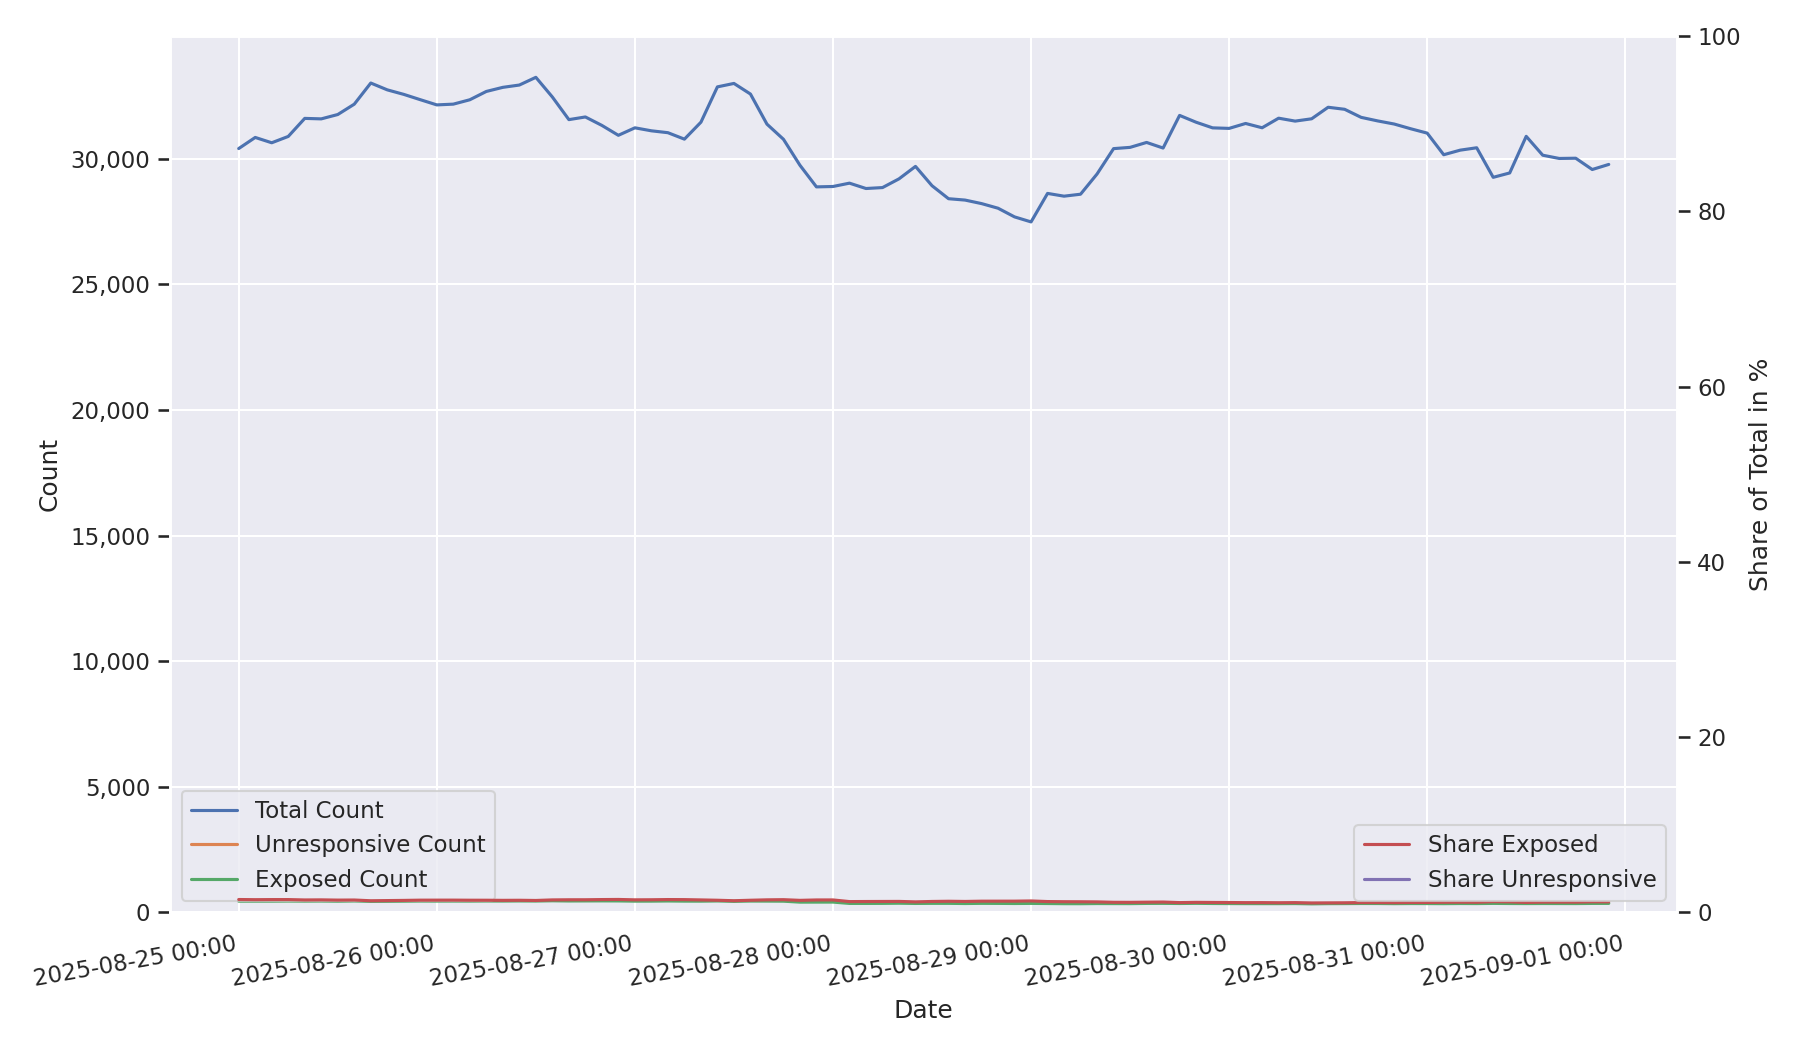 100
30,000
80
25,000
60
20,000
Count
Share of Total in %
15,000
40
10,000
20
5,000
Total Count
Unresponsive Count
Exposed Count
Share Exposed
Share Unresponsive
0
0
2025-08-25 00:00
2025-08-26 00:00
2025-08-27 00:00
2025-08-28 00:00
2025-08-29 00:00
2025-08-30 00:00
2025-08-31 00:00
2025-09-01 00:00
Date